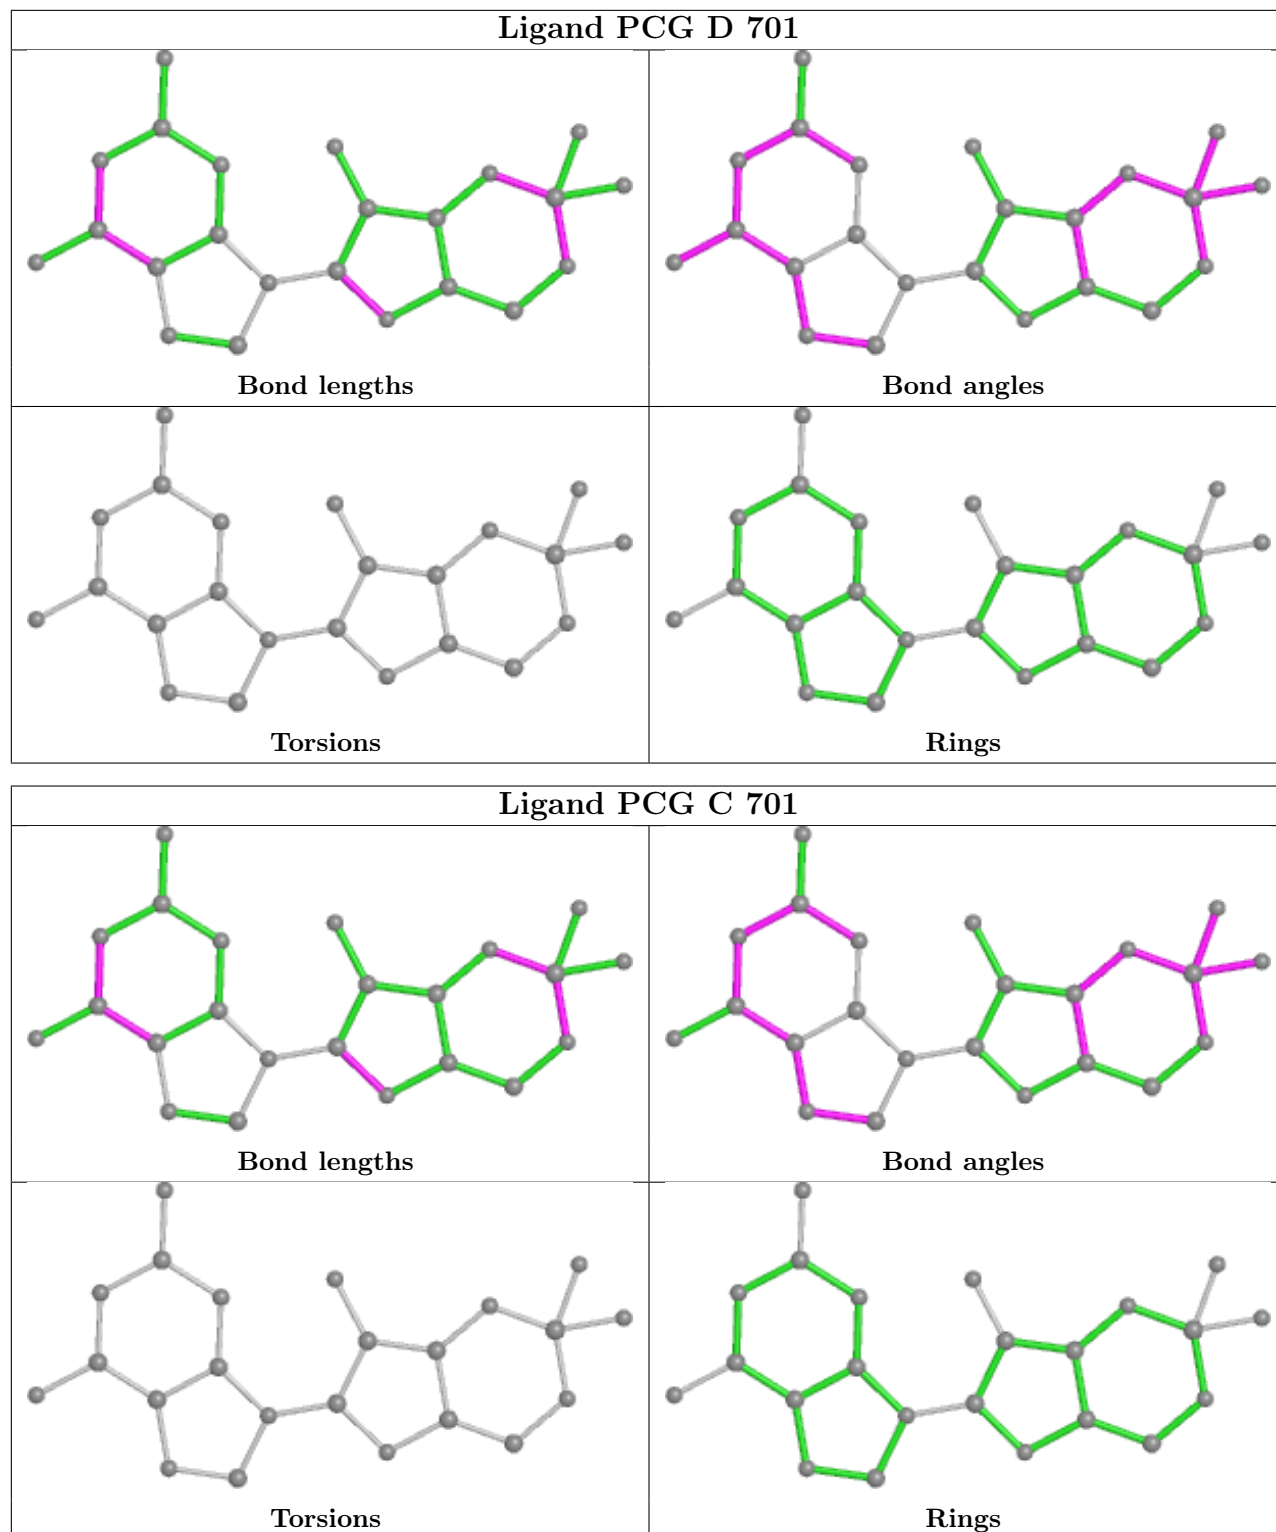 Ligand PCG D 701
Bond lengths
Bond angles
Torsions
Rings
Ligand PCG C 701
Bond lengths
Bond angles
Torsions
Rings